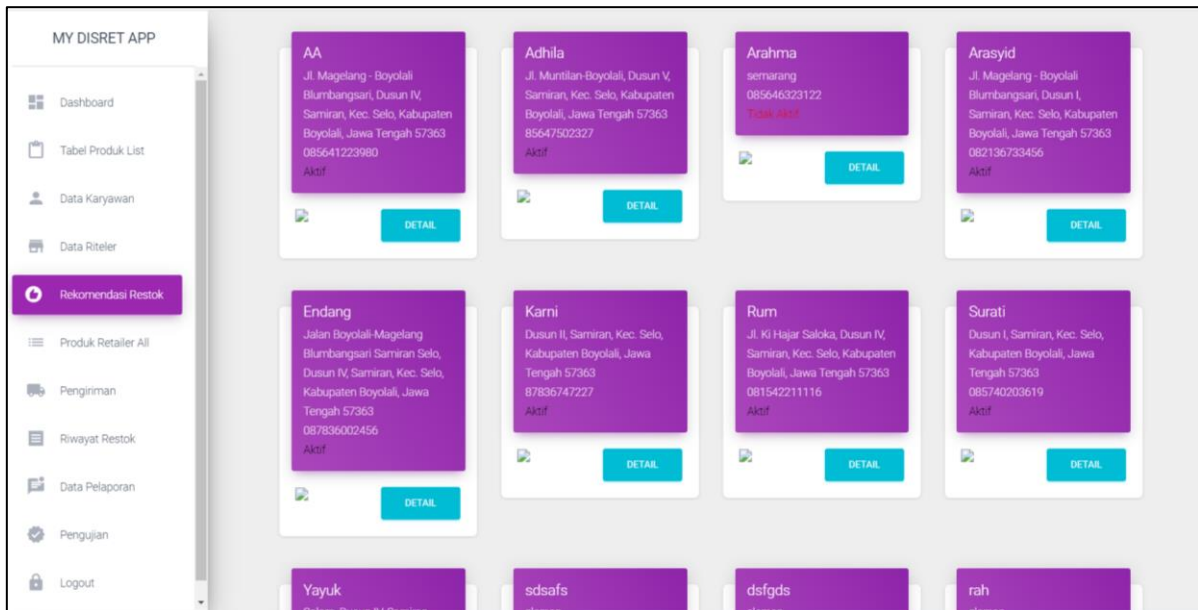 MY DISRET APP
Dashboard
Tabel Produk List
Data Karyawan
Data Riteler
Rekomendasi Restok
Produk Retailer All
Pengiriman
Riwayat Restok
Data Pelaporan
Pengujian
Logout
AA
Jl. Magelang - Boyolali
Blumbangsari, Dusun IV,
Samiran, Kec. Selo, Kabupaten
Boyolali, Jawa Tengah 57363
085641223980
Aktif
DETAIL
Adhila
Jl. Muntilan-Boyolali, Dusun V,
Samiran, Kec. Selo, Kabupaten
Boyolali, Jawa Tengah 57363
85647502327
Aktif
DETAIL
Arahma
semarang
085646323122
Tidak Aktif
DETAIL
Arasyid
Jl. Magelang - Boyolali
Blumbangsari, Dusun I,
Samiran, Kec. Selo, Kabupaten
Boyolali, Jawa Tengah 57363
082136733456
Aktif
DETAIL
Endang
Jalan Boyolali-Magelang
Blumbangsari Samiran Selo,
Dusun IV, Samiran, Kec. Selo,
Kabupaten Boyolali, Jawa
Tengah 57363
087836002456
Aktif
DETAIL
Karni
Dusun II, Samiran, Kec. Selo,
Kabupaten Boyolali, Jawa
Tengah 57363
87836747227
Aktif
DETAIL
Rum
Jl. Ki Hajar Saloka, Dusun IV,
Samiran, Kec. Selo, Kabupaten
Boyolali, Jawa Tengah 57363
081542211116
Aktif
DETAIL
Surati
Dusun I, Samiran, Kec. Selo,
Kabupaten Boyolali, Jawa
Tengah 57363
085740203619
Aktif
DETAIL
Yayuk
sdsafs
dsfgds
rah